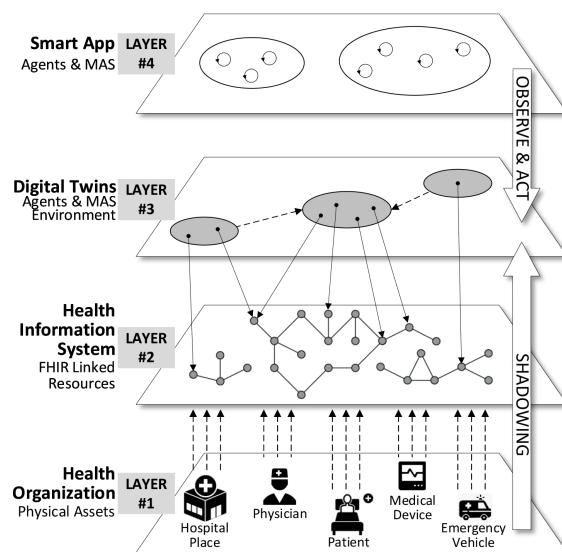 Smart App
Agents & MAS
LAYER
#4
OBSERVE & ACT
Digital Twins
Agents & MAS
Environment
LAYER
#3
Health
Information
System
FHIR Linked
Resources
LAYER
#2
SHADOWING
Health
Organization
Physical Assets
LAYER
#1
Hospital
Place
Physician
Patient
Medical
Device
Emergency
Vehicle